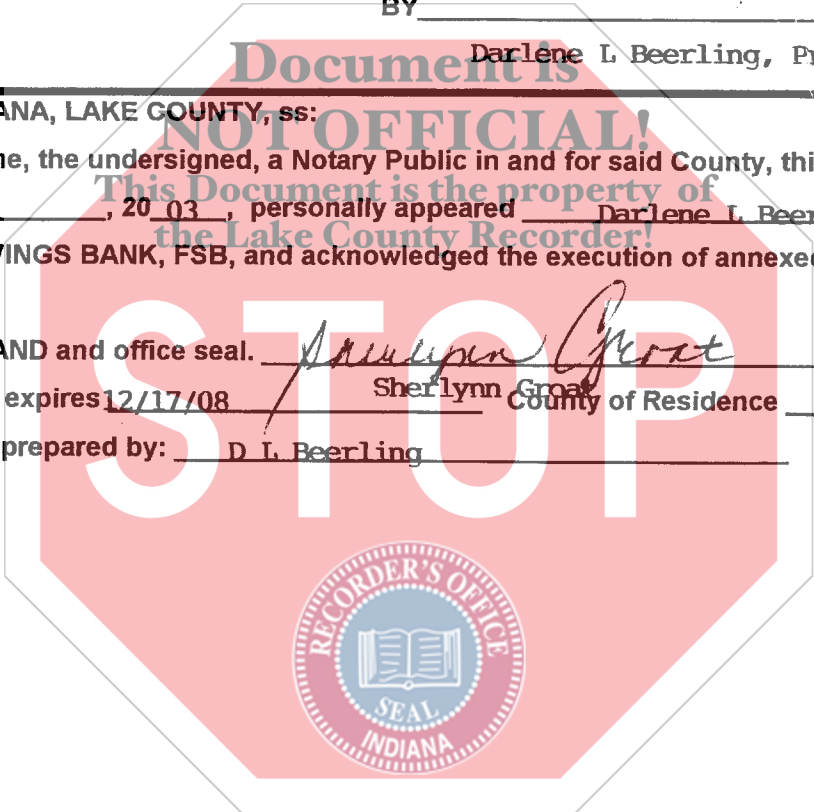 BY
Document is
Darlene L Beerling, Pr
ANA, LAKE COUNTY, ss:
NOT OFFICIAL!
ne, the undersigned, a Notary Public in and for said County, thi
This Document is the property of
, 20 03 , personally appeared Darlene L Beer
the Lake County Recorder!
VINGS BANK, FSB, and acknowledged the execution of annexed
STOP
AND and office seal. Sherlynn Groat
Sherlynn Groat
expires 12/17/08 County of Residence
prepared by: D L Beerling
RECORDER'S OFFICE
SEAL
INDIANA